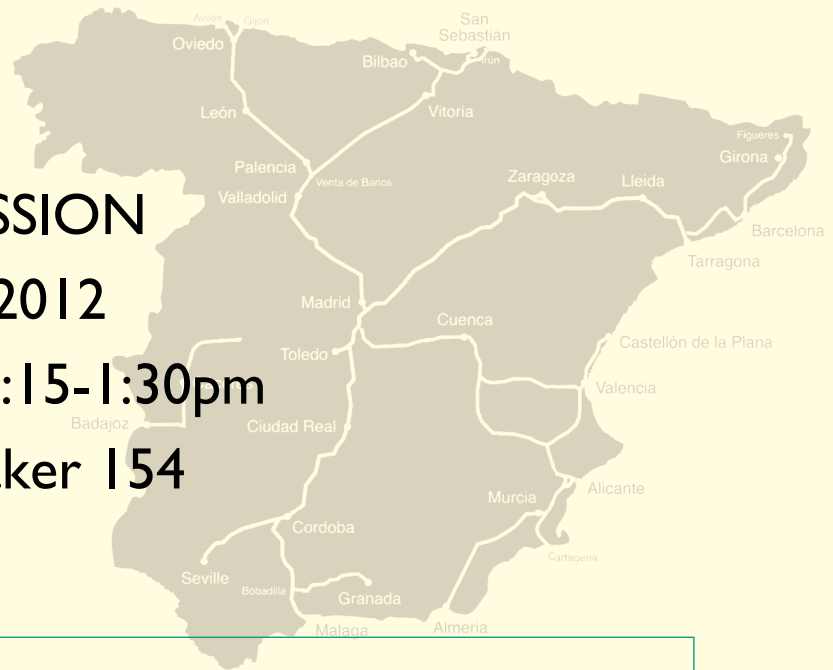 Aviles Gijon
San
Sebastián
Oviedo
Bilbao
Irún
León
Vitoria
Figueres
Palencia
Girona
Venta de Banos
Zaragoza
Lleida
Valladolid
SSION
Barcelona
Tarragona
2012
Madrid
Cuenca
Castellón de la Plana
Toledo
:15-1:30pm
Valencia
Badajoz
Ciudad Real
ker 154
Alicante
Murcia
Cordoba
Cartagena
Seville
Bobadilla
Granada
Malaga
Almeria